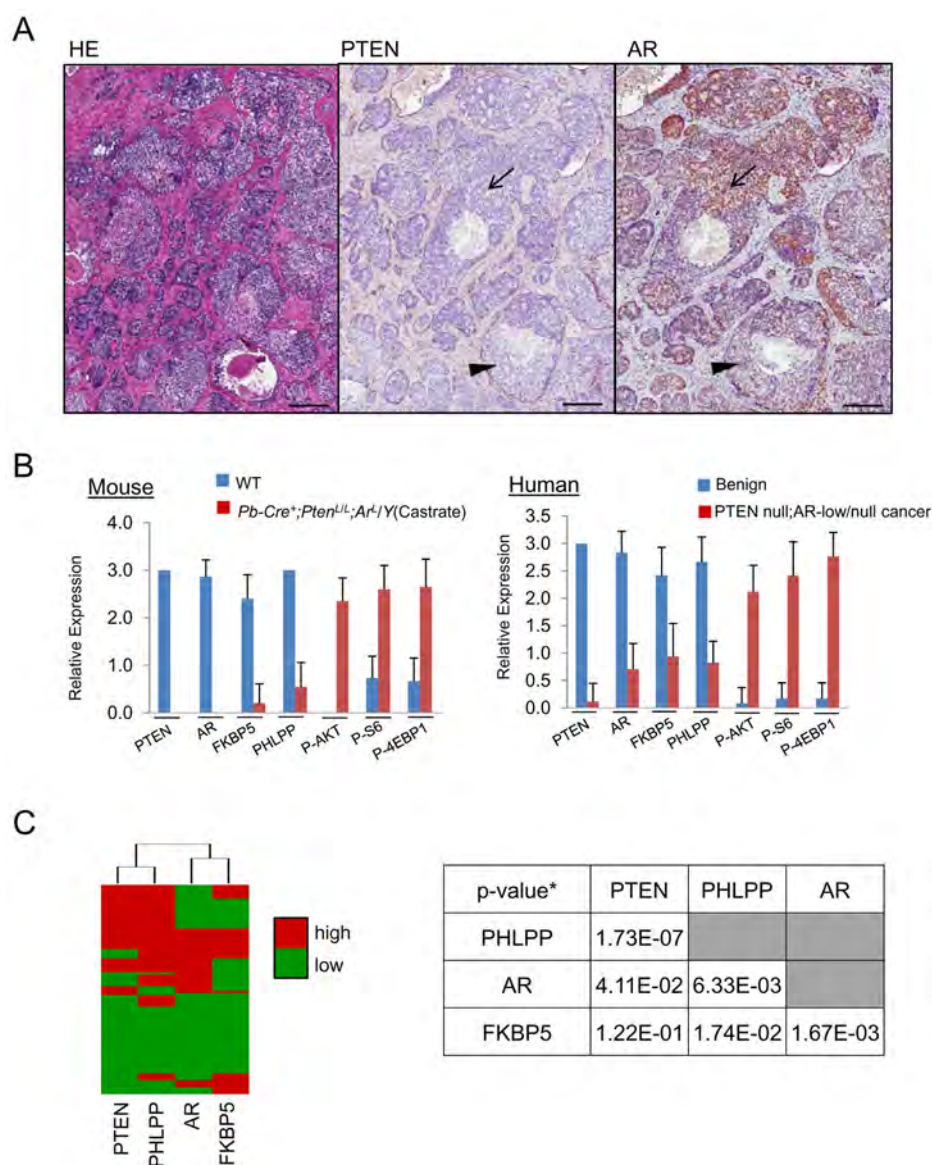 A
HE PTEN AR
B
Mouse
WT
Pb-Cre⁺;Pten^L/L;Ar^L/Y(Castrate)
Relative Expression
4.0
3.0
2.0
1.0
0.0
PTEN AR FKBP5 PHLPP P-AKT P-S6 P-4EBP1
Human
Benign
PTEN null;AR-low/null cancer
Relative Expression
3.5
3.0
2.5
2.0
1.5
1.0
0.5
0.0
PTEN AR FKBP5 PHLPP P-AKT P-S6 P-4EBP1
C
high
low
PTEN PHLPP AR FKBP5
p-value* PTEN PHLPP AR
PHLPP 1.73E-07
AR 4.11E-02 6.33E-03
FKBP5 1.22E-01 1.74E-02 1.67E-03